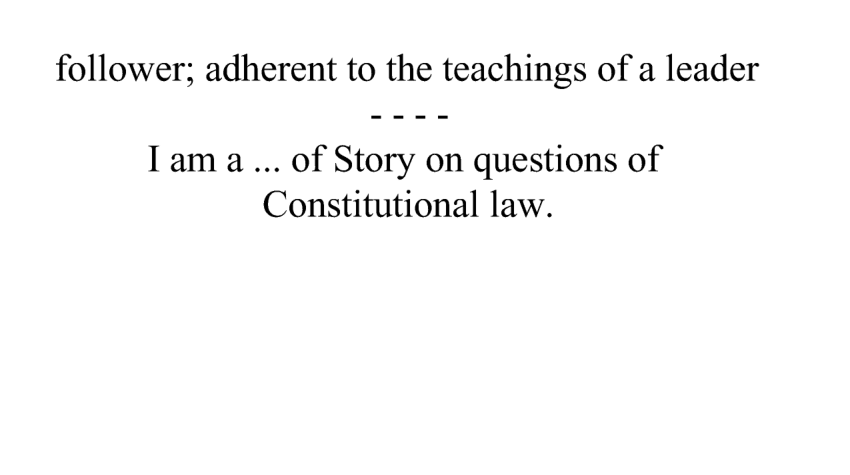 follower; adherent to the teachings of a leader
- - - -
I am a ... of Story on questions of
Constitutional law.